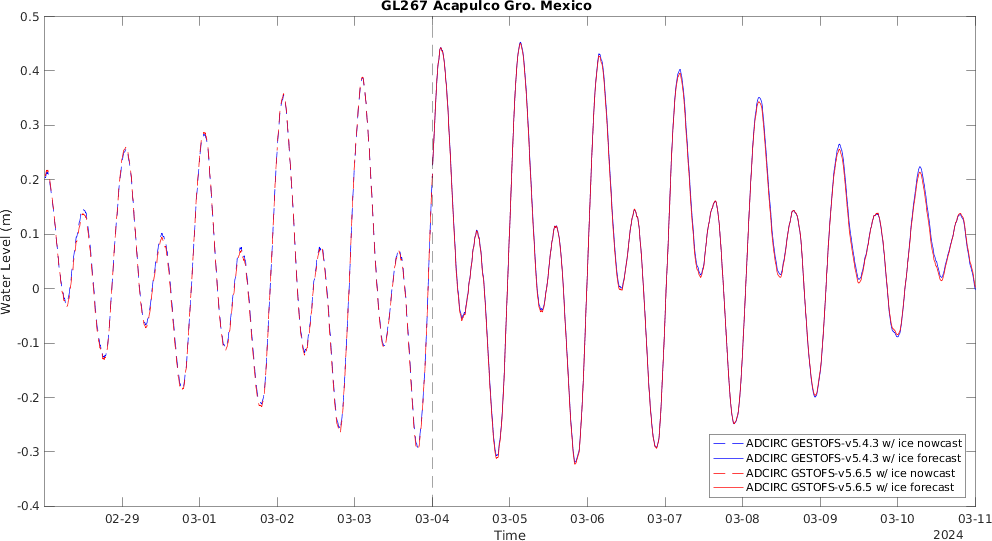 GL267 Acapulco Gro. Mexico
Water Level (m)
0.5
0.4
0.3
0.2
0.1
0
-0.1
-0.2
-0.3
-0.4
ADCIRC GESTOFS-v5.4.3 w/ ice nowcast
ADCIRC GESTOFS-v5.4.3 w/ ice forecast
ADCIRC GSTOFS-v5.6.5 w/ ice nowcast
ADCIRC GSTOFS-v5.6.5 w/ ice forecast
02-29 03-01 03-02 03-03 03-04 03-05 03-06 03-07 03-08 03-09 03-10 03-11
Time
2024